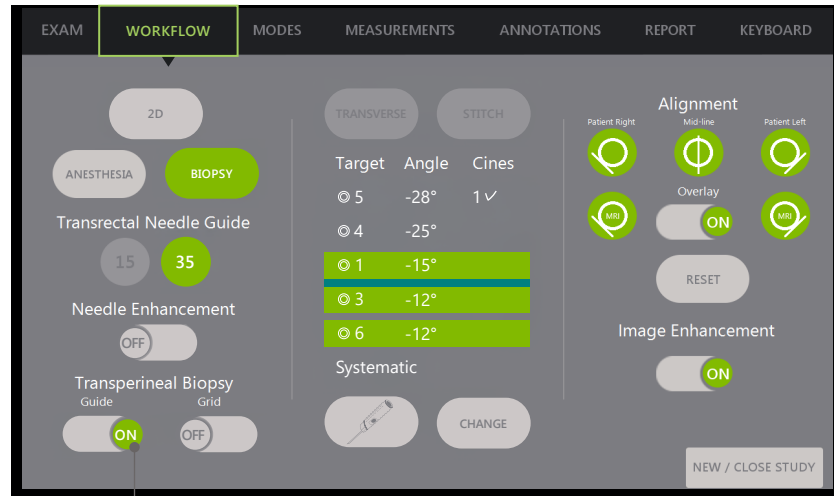 EXAM WORKFLOW MODES MEASUREMENTS ANNOTATIONS REPORT KEYBOARD
2D
ANESTHESIA BIOPSY
Transrectal Needle Guide
15 35
Needle Enhancement
OFF
Transperineal Biopsy
Guide Grid
ON OFF
TRANSVERSE STITCH
Target Angle Cines
5 -28° 1✓
4 -25°
1 -15°
3 -12°
6 -12°
Systematic
CHANGE
Alignment
Patient Right Mid-line Patient Left
Overlay
MRI ON MRI
RESET
Image Enhancement
ON
NEW / CLOSE STUDY